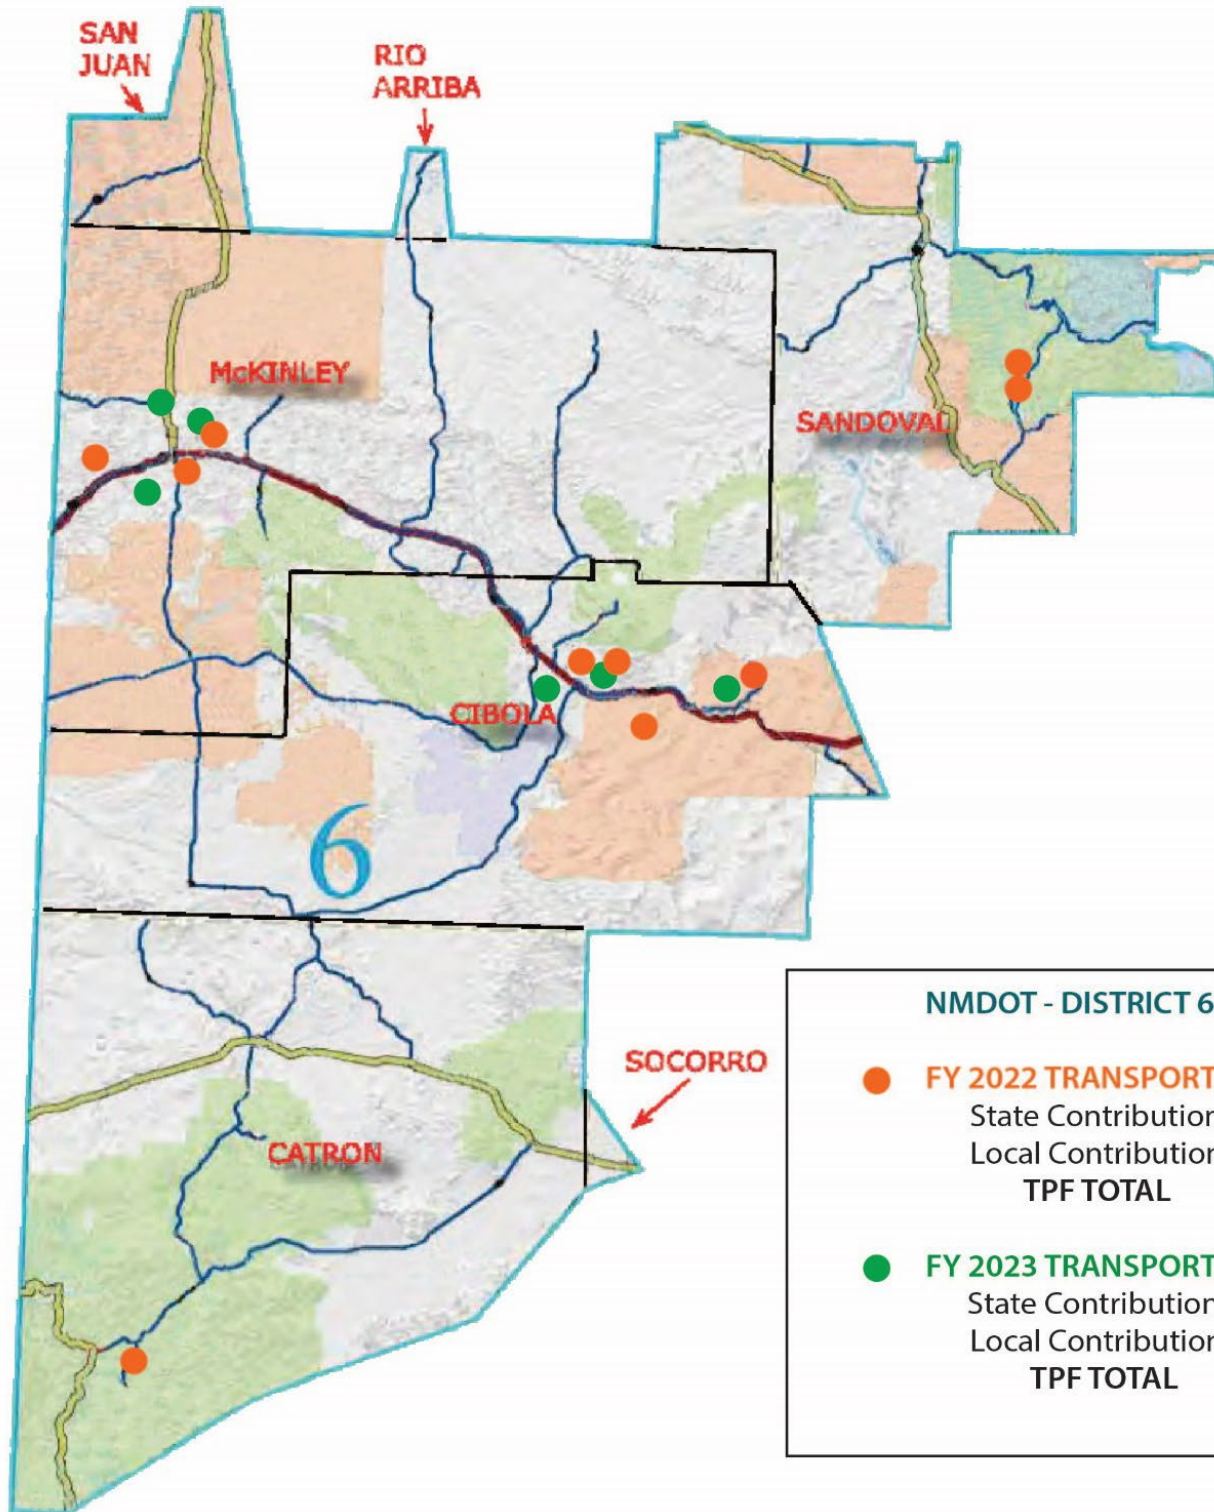 SAN
JUAN
RIO
ARRIBA
McKINLEY
SANDOVAL
CIBOLA
6
SOCORRO
CATRON
NMDOT - DISTRICT 6
FY 2022 TRANSPORT
State Contribution
Local Contribution
TPF TOTAL
FY 2023 TRANSPORT
State Contribution
Local Contribution
TPF TOTAL